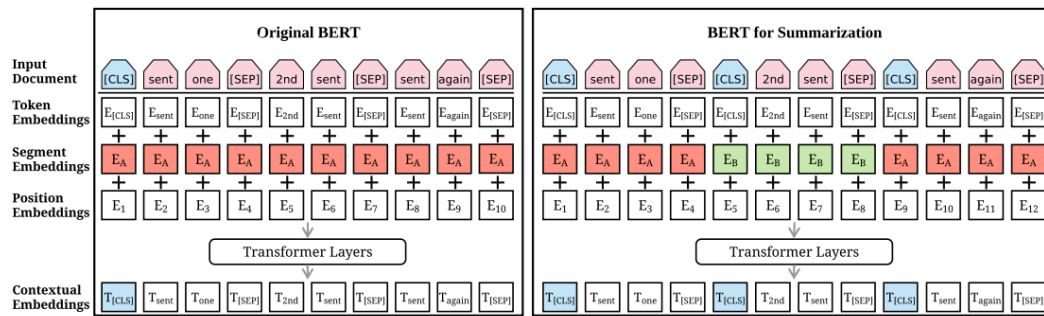 Original BERT
BERT for Summarization
Input Document [CLS] sent one [SEP] 2nd sent [SEP] sent again [SEP] [CLS] sent one [SEP] [CLS] 2nd sent [SEP] [CLS] sent again [SEP]
Token Embeddings E[CLS] Esent Eone E[SEP] E2nd Esent E[SEP] Esent Eagain E[SEP] E[CLS] Esent Eone E[SEP] E[CLS] E2nd Esent E[SEP] E[CLS] Esent Eagain E[SEP]
+ + + + + + + + + + + + + + + + + + + + + +
Segment Embeddings EA EA EA EA EA EA EA EA EA EA EA EA EA EA EB EB EB EB EA EA EA EA
+ + + + + + + + + + + + + + + + + + + + + +
Position Embeddings E1 E2 E3 E4 E5 E6 E7 E8 E9 E10 E1 E2 E3 E4 E5 E6 E7 E8 E9 E10 E11 E12
Transformer Layers
Transformer Layers
Contextual Embeddings T[CLS] Tsent Tone T[SEP] T2nd Tsent T[SEP] Tsent Tagain T[SEP] T[CLS] Tsent Tone T[SEP] T[CLS] T2nd Tsent T[SEP] T[CLS] Tsent Tagain T[SEP]